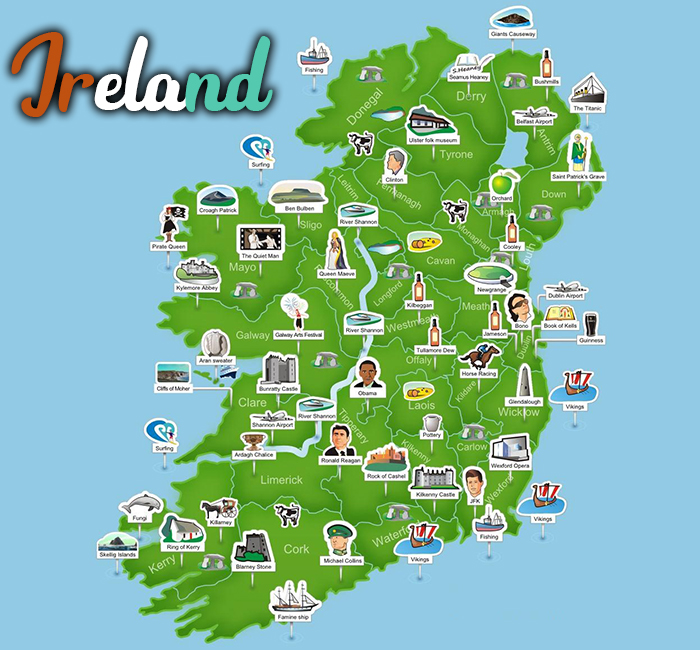 Ireland
Giants Causeway
Fishing
S. Heaney
Seamus Heaney
Bushmills
The Titanic
Donegal
Derry
Belfast Airport
Antrim
Ulster folk museum
Tyrone
Surfing
Clinton
Saint Patrick's Grave
Leitrim
Fermanagh
Orchard
Down
Croagh Patrick
Ben Bulben
Sligo
River Shannon
Armagh
Monaghan
Pirate Queen
The Quiet Man
Cooley
Louth
Mayo
Queen Maeve
Cavan
Kylemore Abbey
Roscommon
Longford
Newgrange
Dublin Airport
Kilbeggan
Meath
Book of Kells
Galway Arts Festival
River Shannon
Westmeath
Jameson
Bono
Guinness
Galway
Tullamore Dew
Dublin
Aran sweater
Offaly
Horse Racing
Cliffs of Moher
Bunratty Castle
Obama
Kildare
Glendalough
Vikings
Clare
River Shannon
Laois
Wicklow
Shannon Airport
Tipperary
Pottery
Surfing
Ardagh Chalice
Ronald Reagan
Kilkenny
Carlow
Wexford Opera
Limerick
Rock of Cashel
Kilkenny Castle
JFK
Wexford
Fungi
Killarney
Vikings
Ring of Kerry
Fishing
Skellig Islands
Kerry
Blarney Stone
Cork
Michael Collins
Waterford
Vikings
Famine ship